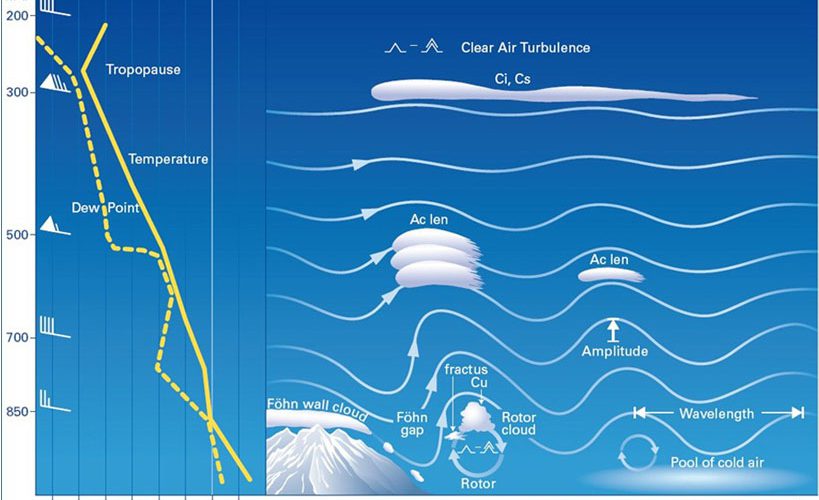 200
300
500
700
850
Tropopause
Temperature
Dew Point
Clear Air Turbulence
Ci, Cs
Ac len
Ac len
Amplitude
fractus
Cu
Föhn wall cloud
Föhn
gap
Rotor
cloud
Wavelength
Pool of cold air
Rotor